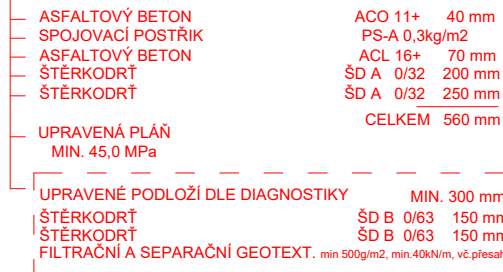 ASFALTOVÝ BETON ACO 11+ 40 mm
SPOJOVACÍ POSTŘIK PS-A 0,3kg/m2
ASFALTOVÝ BETON ACL 16+ 70 mm
ŠTĚRKODRŤ ŠD A 0/32 200 mm
ŠTĚRKODRŤ ŠD A 0/32 250 mm
CELKEM 560 mm
UPRAVENÁ PLÁŇ
MIN. 45,0 MPa
UPRAVENÉ PODLOŽÍ DLE DIAGNOSTIKY MIN. 300 mm
ŠTĚRKODRŤ ŠD B 0/63 150 mm
ŠTĚRKODRŤ ŠD B 0/63 150 mm
FILTRAČNÍ A SEPARAČNÍ GEOTEXT. min 500g/m2, min.40kN/m, vč.přesah